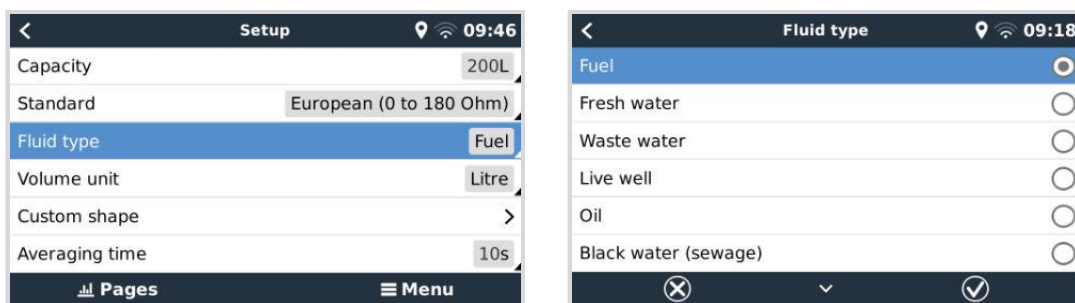 Setup 09:46
Capacity 200L
Standard European (0 to 180 Ohm)
Fluid type Fuel
Volume unit Litre
Custom shape
Averaging time 10s
Pages Menu
Fluid type 09:18
Fuel
Fresh water
Waste water
Live well
Oil
Black water (sewage)